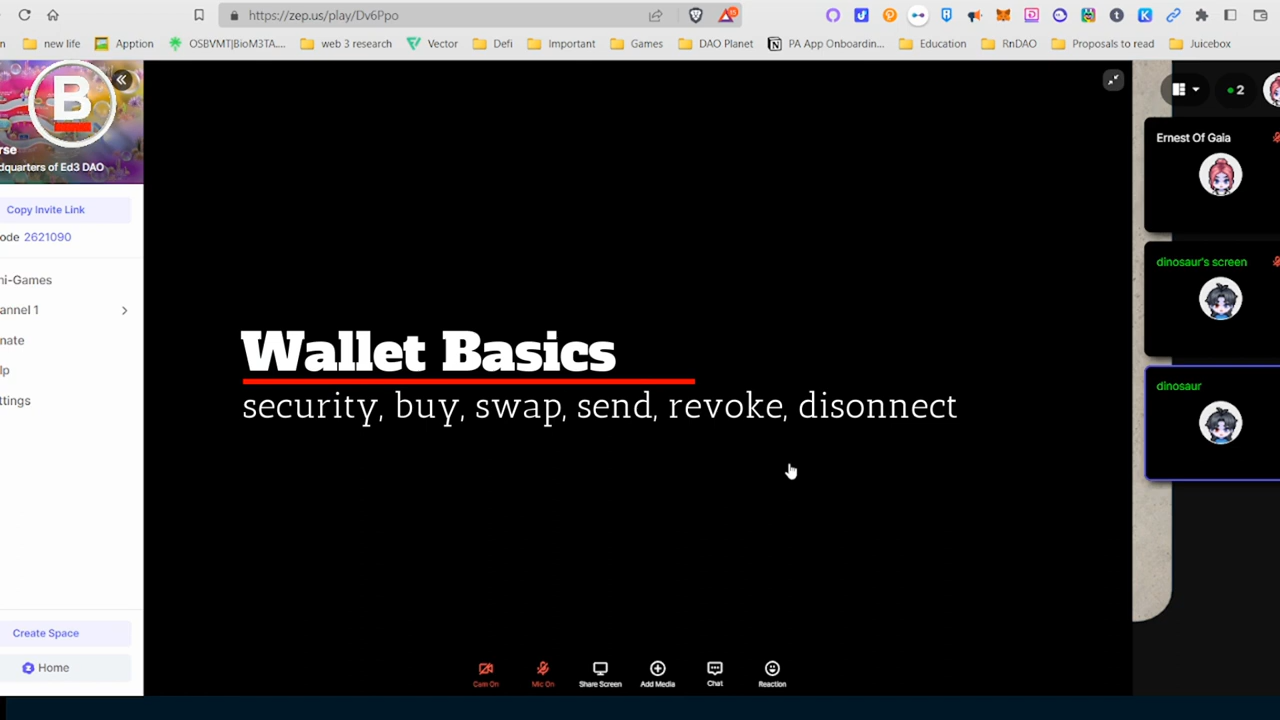 https://zep.us/play/Dv6Ppo
n new life Apption OSBVMT|BioM3TA,... web 3 research Vector Defi Important Games DAO Planet PA App Onboardin... Education RnDAO Proposals to read Juicebox
B
rse
dquarters of Ed3 DAO
Copy Invite Link
ode 2621090
ni-Games
annel 1
nate
lp
ttings
Create Space
Home
Wallet Basics
security, buy, swap, send, revoke, disonnect
Cam On Mic On Share Screen Add Media Chat Reaction
2
Ernest Of Gaia
dinosaur's screen
dinosaur